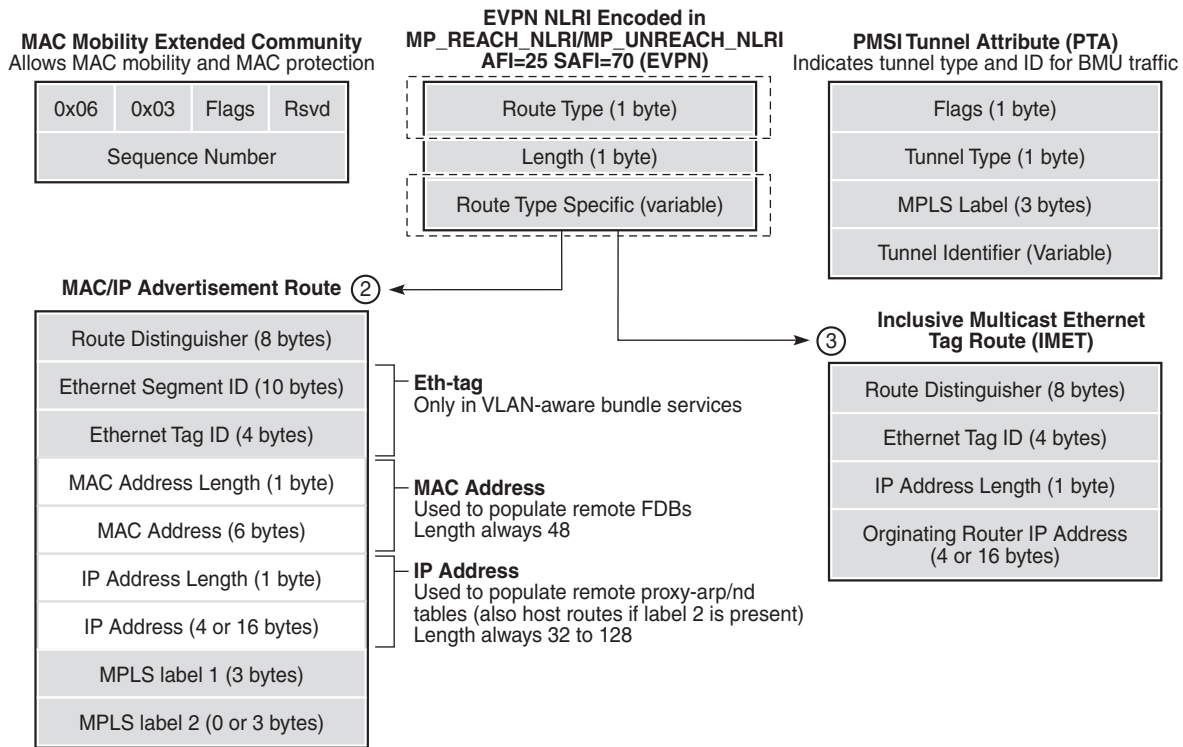 MAC Mobility Extended Community
Allows MAC mobility and MAC protection
0x06 0x03 Flags Rsvd
Sequence Number
EVPN NLRI Encoded in
MP_REACH_NLRI/MP_UNREACH_NLRI
AFI=25 SAFI=70 (EVPN)
Route Type (1 byte)
Length (1 byte)
Route Type Specific (variable)
PMSI Tunnel Attribute (PTA)
Indicates tunnel type and ID for BMU traffic
Flags (1 byte)
Tunnel Type (1 byte)
MPLS Label (3 bytes)
Tunnel Identifier (Variable)
MAC/IP Advertisement Route 2
Route Distinguisher (8 bytes)
Ethernet Segment ID (10 bytes)
Ethernet Tag ID (4 bytes)
MAC Address Length (1 byte)
MAC Address (6 bytes)
IP Address Length (1 byte)
IP Address (4 or 16 bytes)
MPLS label 1 (3 bytes)
MPLS label 2 (0 or 3 bytes)
Eth-tag
Only in VLAN-aware bundle services
MAC Address
Used to populate remote FDBs
Length always 48
IP Address
Used to populate remote proxy-arp/nd
tables (also host routes if label 2 is present)
Length always 32 to 128
3 Inclusive Multicast Ethernet
Tag Route (IMET)
Route Distinguisher (8 bytes)
Ethernet Tag ID (4 bytes)
IP Address Length (1 byte)
Orginating Router IP Address
(4 or 16 bytes)